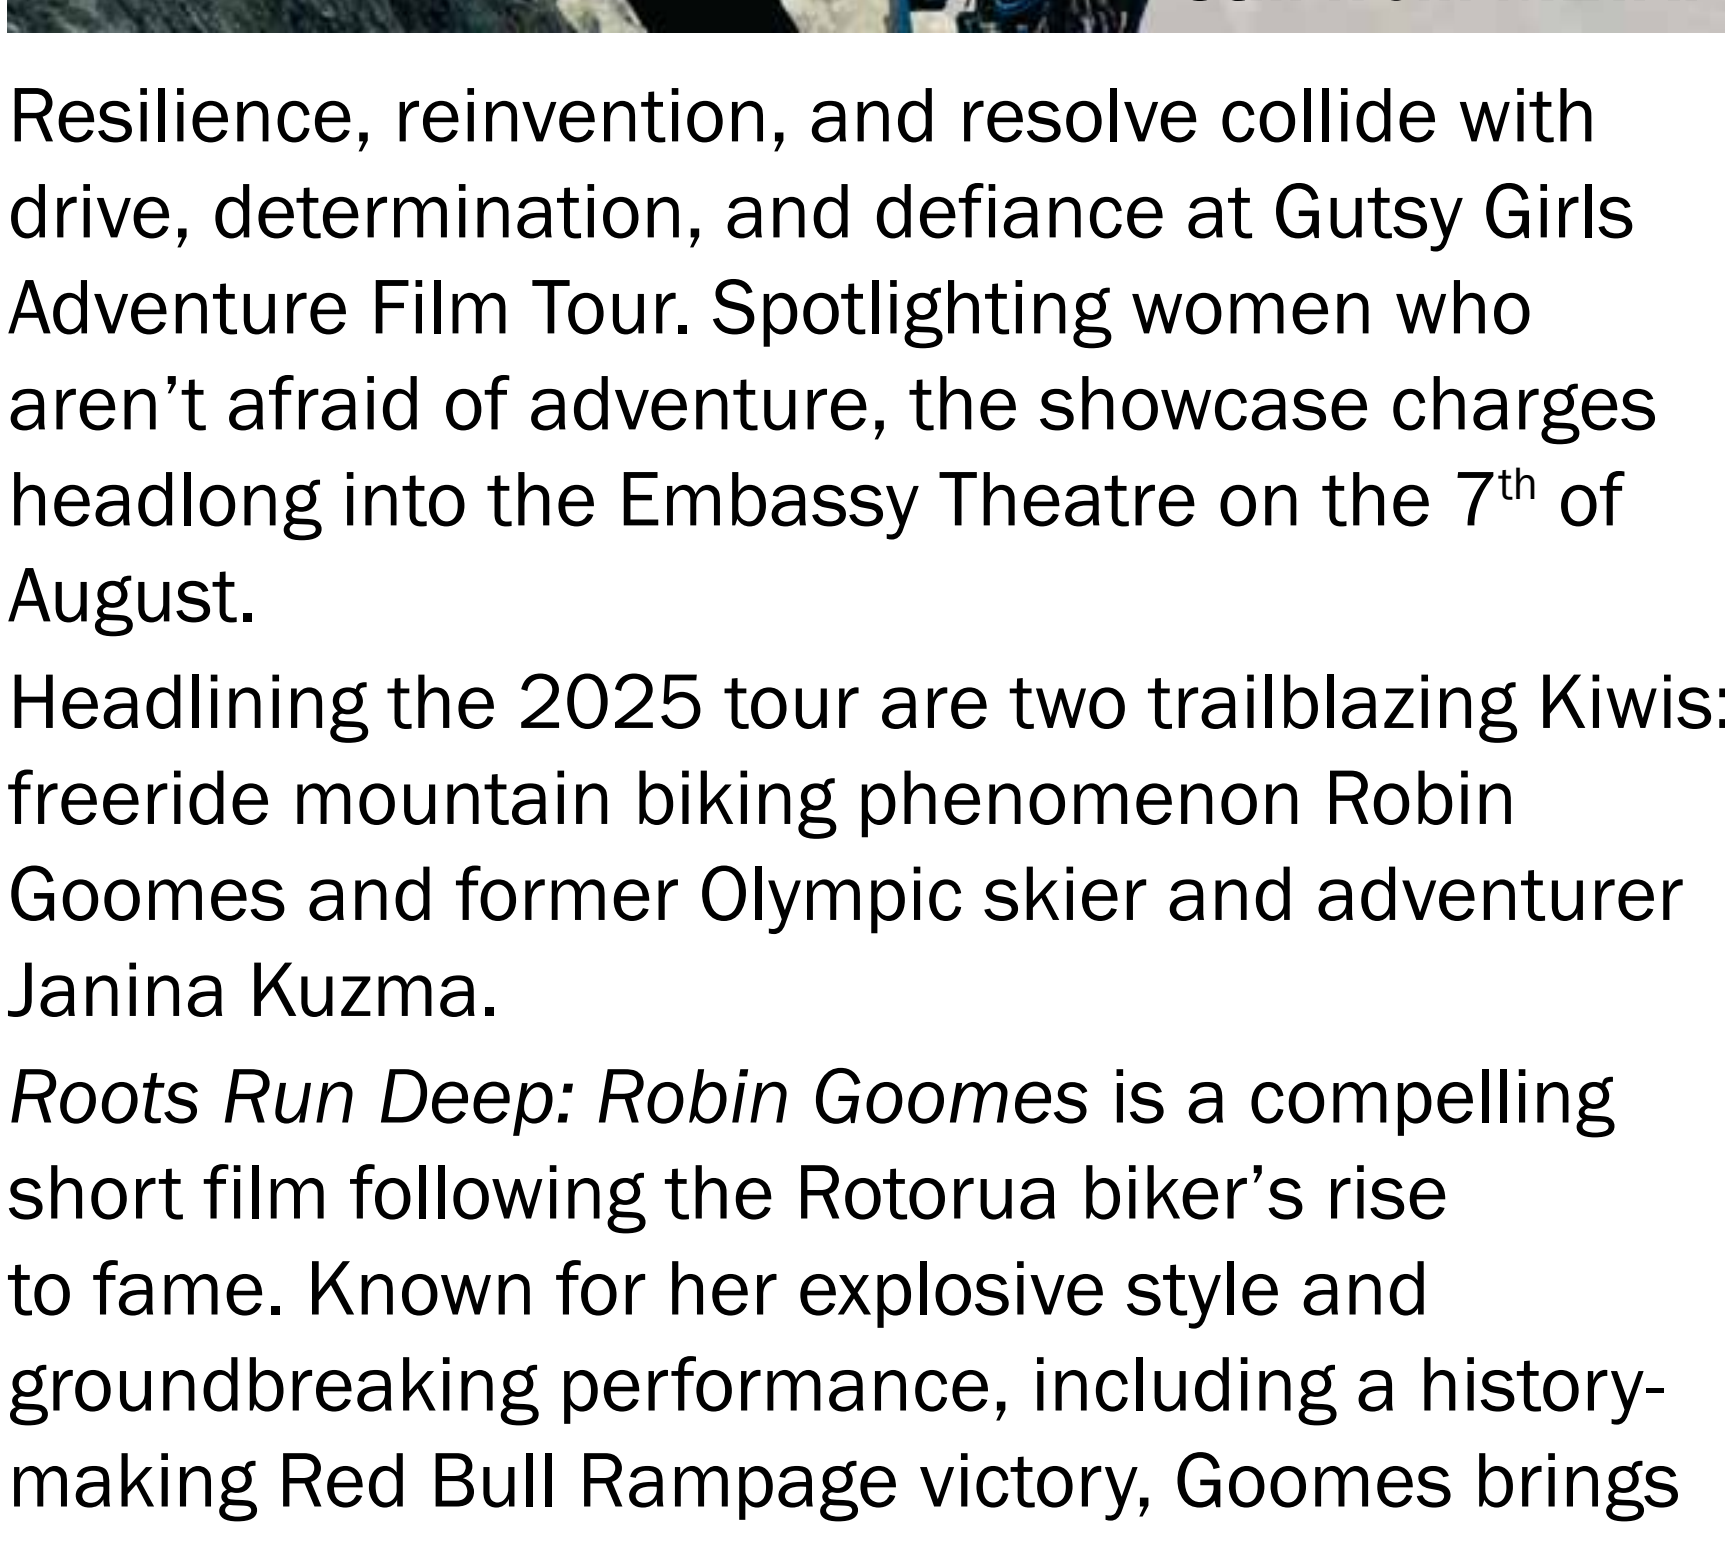 Resilience, reinvention, and resolve collide with
drive, determination, and defiance at Gutsy Girls
Adventure Film Tour. Spotlighting women who
aren’t afraid of adventure, the showcase charges
headlong into the Embassy Theatre on the 7th of
August.
Headlining the 2025 tour are two trailblazing Kiwis:
freeride mountain biking phenomenon Robin
Goomes and former Olympic skier and adventurer
Janina Kuzma.
Roots Run Deep: Robin Goomes is a compelling
short film following the Rotorua biker’s rise
to fame. Known for her explosive style and
groundbreaking performance, including a history-
making Red Bull Rampage victory, Goomes brings